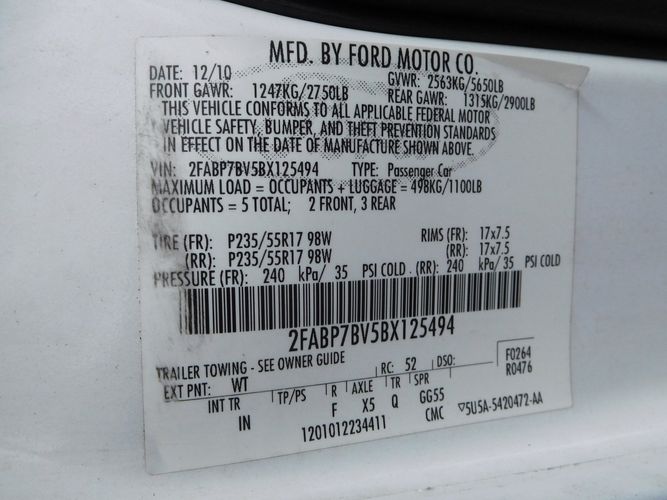 MFD. BY FORD MOTOR CO.
DATE: 12/10 GVWR: 2563KG/5650LB
FRONT GAWR: 1247KG/2750LB REAR GAWR: 1315KG/2900LB
THIS VEHICLE CONFORMS TO ALL APPLICABLE FEDERAL MOTOR
VEHICLE SAFETY, BUMPER, AND THEFT PREVENTION STANDARDS
IN EFFECT ON THE DATE OF MANUFACTURE SHOWN ABOVE.
VIN: 2FABP7BV5BX125494 TYPE: Passenger Car
MAXIMUM LOAD = OCCUPANTS + LUGGAGE = 498KG/1100LB
OCCUPANTS = 5 TOTAL; 2 FRONT, 3 REAR
TIRE (FR): P235/55R17 98W RIMS (FR): 17x7.5
(RR): P235/55R17 98W (RR): 17x7.5
PRESSURE (FR): 240 kPa/ 35 PSI COLD . (RR): 240 kPa/ 35 PSI COLD
2FABP7BV5BX125494
TRAILER TOWING - SEE OWNER GUIDE
F0264
R0476
EXT PNT: WT RC: 52 DSO:
INT TR TP/PS R AXLE TR SPR
IN F X5 Q GG55
1201012234411 CMC ▽5U5A-5420472-AA